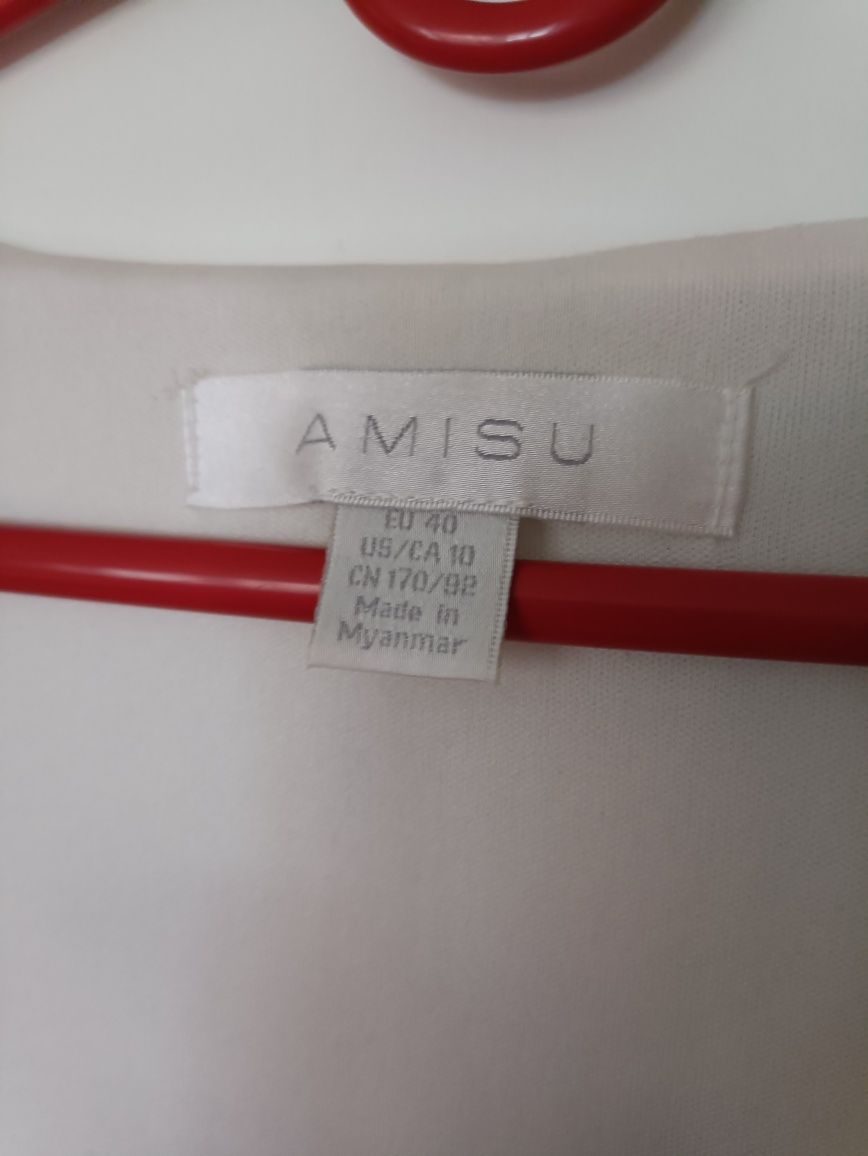 AMISU
EU 40
US/CA 10
CN 170/92
Made in
Myanmar